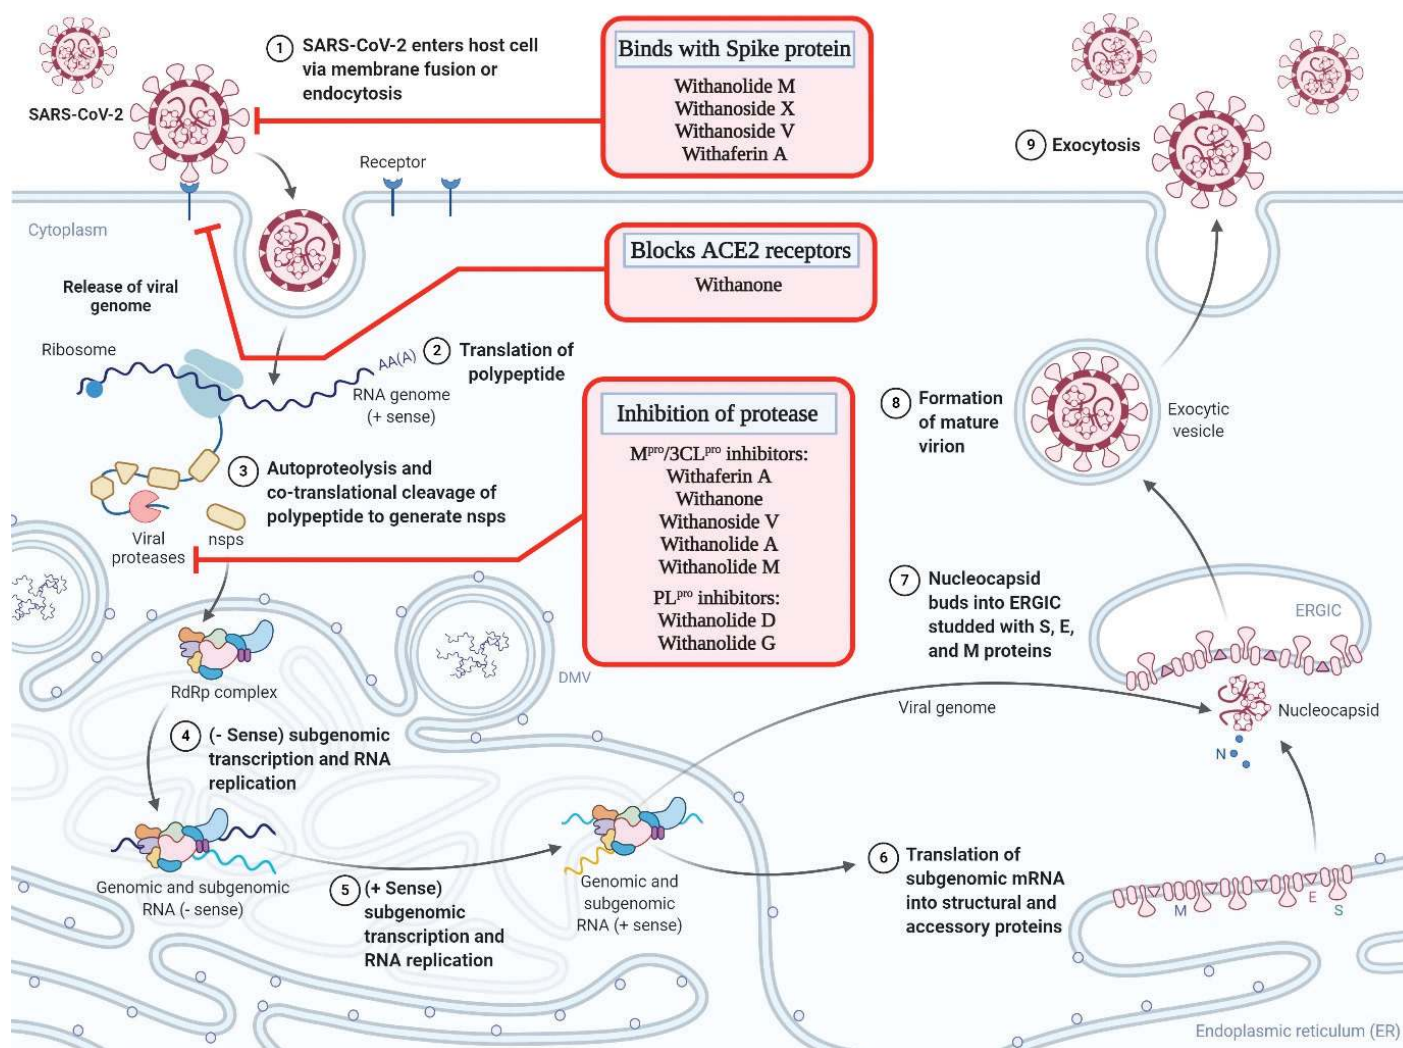 1 SARS-CoV-2 enters host cell
via membrane fusion or
endocytosis
SARS-CoV-2
Binds with Spike protein
Withanolide M
Withanoside X
Withanoside V
Withaferin A
9 Exocytosis
Receptor
Cytoplasm
Blocks ACE2 receptors
Withanone
Release of viral
genome
Ribosome
AA(A)
2 Translation of
polypeptide
RNA genome
(+ sense)
Inhibition of protease
Mpro/3CLpro inhibitors:
Withaferin A
Withanone
Withanoside V
Withanolide A
Withanolide M
PLpro inhibitors:
Withanolide D
Withanolide G
8 Formation
of mature
virion
Exocytic
vesicle
3 Autoproteolysis and
co-translational cleavage of
polypeptide to generate nsps
Viral
proteases
nsps
7 Nucleocapsid
buds into ERGIC
studded with S, E,
and M proteins
ERGIC
RdRp complex
DMV
Viral genome
Nucleocapsid
N
4 (- Sense) subgenomic
transcription and RNA
replication
Genomic and subgenomic
RNA (- sense)
5 (+ Sense)
subgenomic
transcription and
RNA replication
Genomic and
subgenomic
RNA (+ sense)
6 Translation of
subgenomic mRNA
into structural and
accessory proteins
M
E
S
Endoplasmic reticulum (ER)